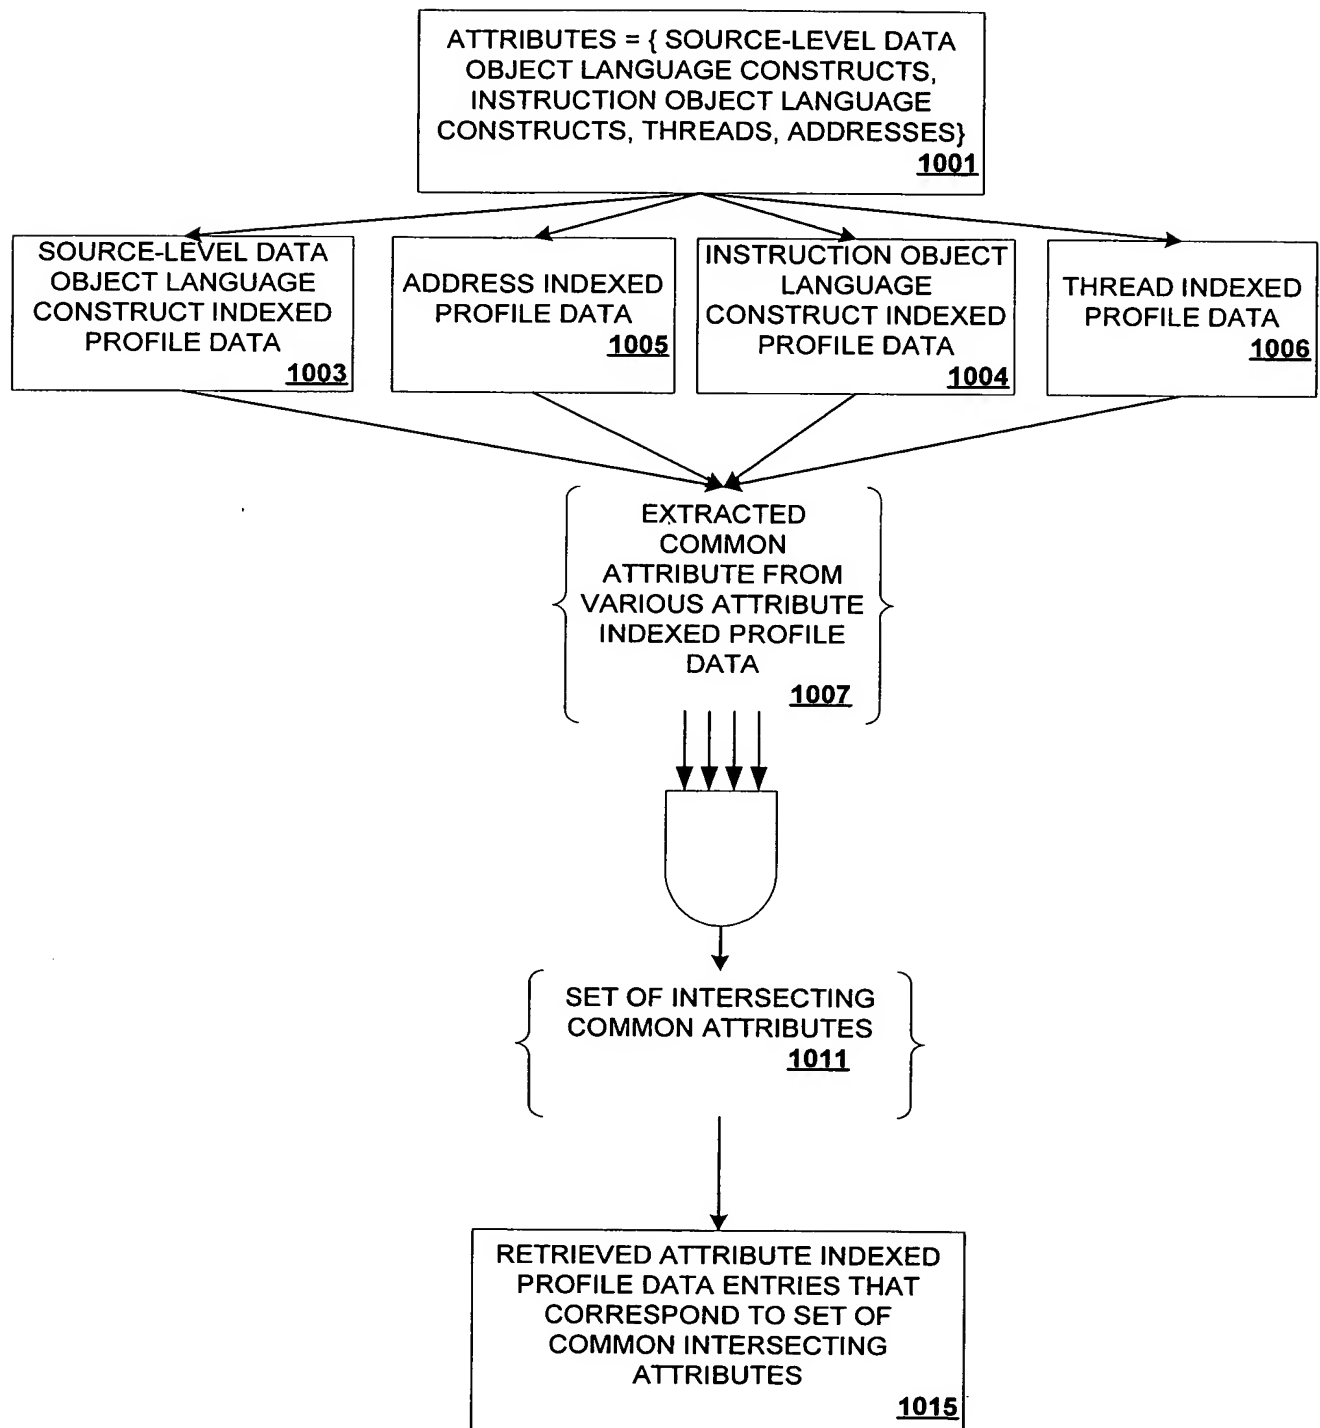 ATTRIBUTES = { SOURCE-LEVEL DATA
OBJECT LANGUAGE CONSTRUCTS,
INSTRUCTION OBJECT LANGUAGE
CONSTRUCTS, THREADS, ADDRESSES}
1001
SOURCE-LEVEL DATA
OBJECT LANGUAGE
CONSTRUCT INDEXED
PROFILE DATA
1003
ADDRESS INDEXED
PROFILE DATA
1005
INSTRUCTION OBJECT
LANGUAGE
CONSTRUCT INDEXED
PROFILE DATA
1004
THREAD INDEXED
PROFILE DATA
1006
EXTRACTED
COMMON
ATTRIBUTE FROM
VARIOUS ATTRIBUTE
INDEXED PROFILE
DATA
1007
SET OF INTERSECTING
COMMON ATTRIBUTES
1011
RETRIEVED ATTRIBUTE INDEXED
PROFILE DATA ENTRIES THAT
CORRESPOND TO SET OF
COMMON INTERSECTING
ATTRIBUTES
1015